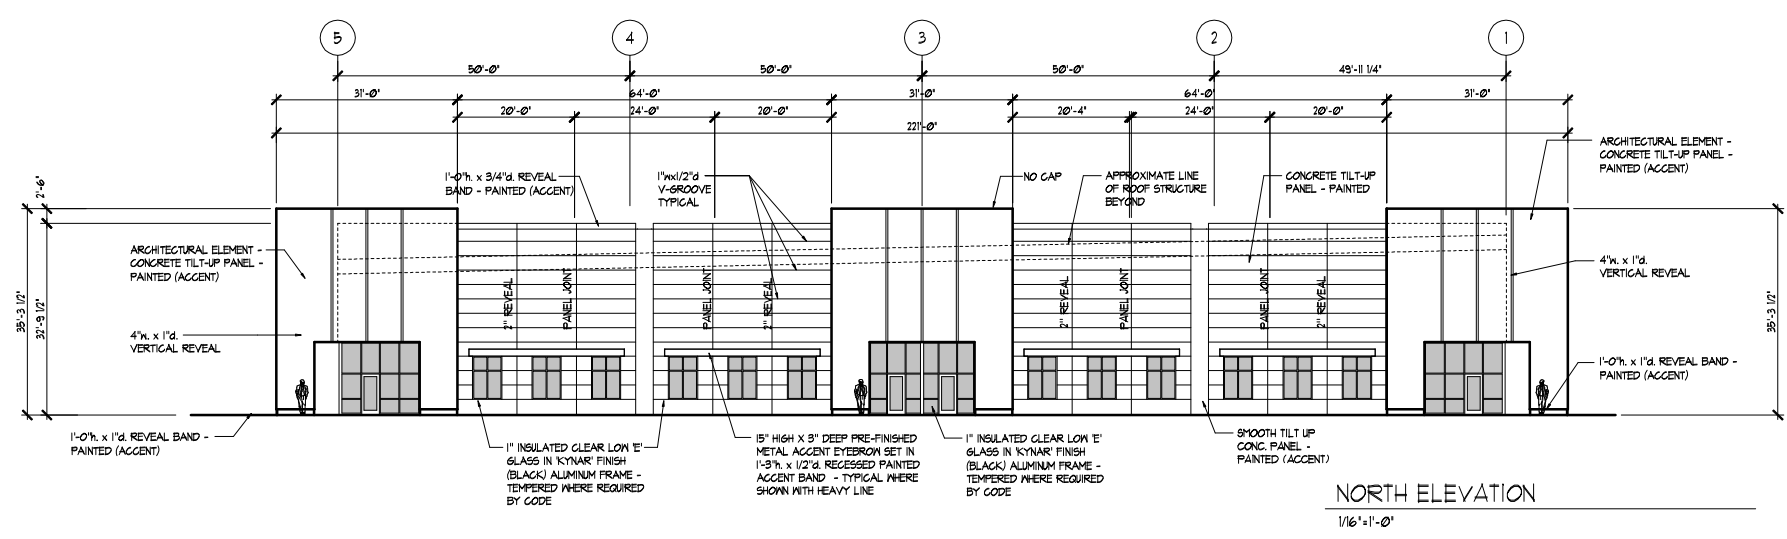 5 4 3 2 1
50'-0" 50'-0" 50'-0" 49'-11 1/4"
31'-0" 64'-0" 31'-0" 64'-0" 31'-0"
20'-0" 24'-0" 20'-0" 20'-4" 24'-0" 20'-0"
221'-0"
ARCHITECTURAL ELEMENT -
CONCRETE TILT-UP PANEL -
PAINTED (ACCENT)
1'-0"h. x 3/4"d. REVEAL
BAND - PAINTED (ACCENT)
1"wx1/2"d
V-GROOVE
TYPICAL
NO CAP
APPROXIMATE LINE
OF ROOF STRUCTURE
BEYOND
CONCRETE TILT-UP
PANEL - PAINTED
2'-6"
35'-3 1/2"
32'-9 1/2"
ARCHITECTURAL ELEMENT -
CONCRETE TILT-UP PANEL -
PAINTED (ACCENT)
4"w. x 1"d.
VERTICAL REVEAL
2" REVEAL
PANEL JOINT
PANEL JOINT
2" REVEAL
2" REVEAL
PANEL JOINT
PANEL JOINT
2" REVEAL
4"w. x 1"d.
VERTICAL REVEAL
35'-3 1/2"
1'-0"h. x 1"d. REVEAL BAND -
PAINTED (ACCENT)
1'-0"h. x 1"d. REVEAL BAND -
PAINTED (ACCENT)
1" INSULATED CLEAR LOW 'E'
GLASS IN 'KYNAR' FINISH
(BLACK) ALUMINUM FRAME -
TEMPERED WHERE REQUIRED
BY CODE
15" HIGH X 3" DEEP PRE-FINISHED
METAL ACCENT EYEBROW SET IN
1'-3"h. x 1/2"d. RECESSED PAINTED
ACCENT BAND - TYPICAL WHERE
SHOWN WITH HEAVY LINE
1" INSULATED CLEAR LOW 'E'
GLASS IN 'KYNAR' FINISH
(BLACK) ALUMINUM FRAME -
TEMPERED WHERE REQUIRED
BY CODE
SMOOTH TILT UP
CONC. PANEL -
PAINTED (ACCENT)
NORTH ELEVATION
1/16"=1'-0"